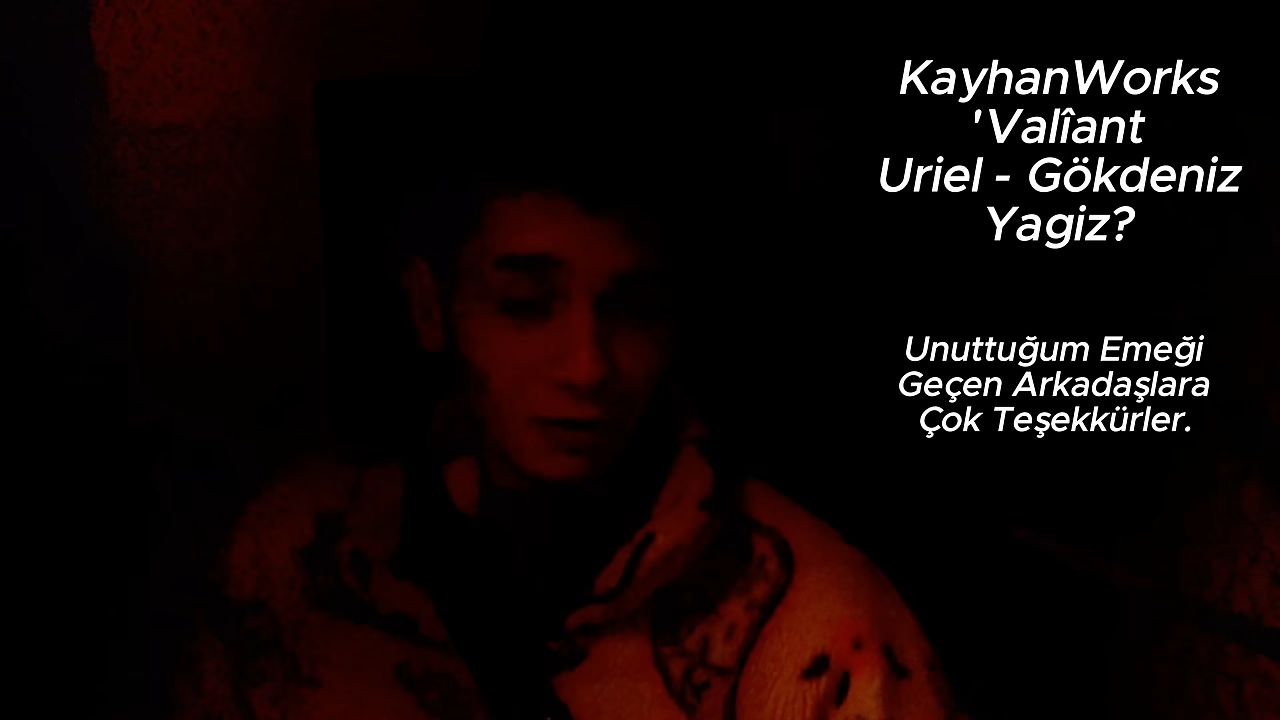 KayhanWorks
'Valîant
Uriel - Gökdeniz
Yagiz?
Unuttuğum Emeği
Geçen Arkadaşlara
Çok Teşekkürler.